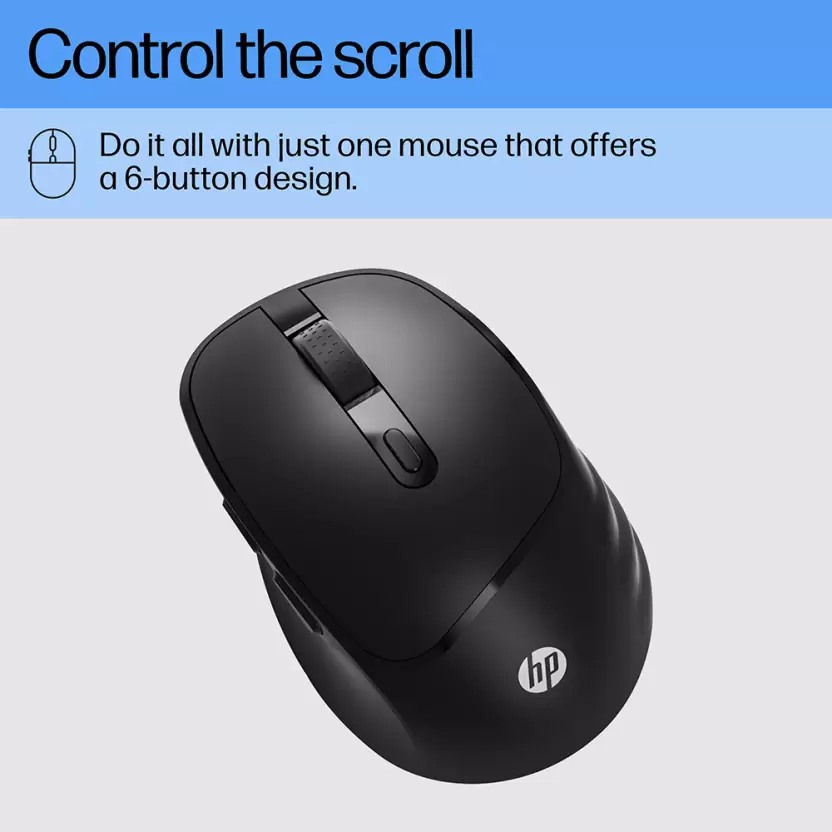 Control the scroll
Do it all with just one mouse that offers
a 6-button design.
hp